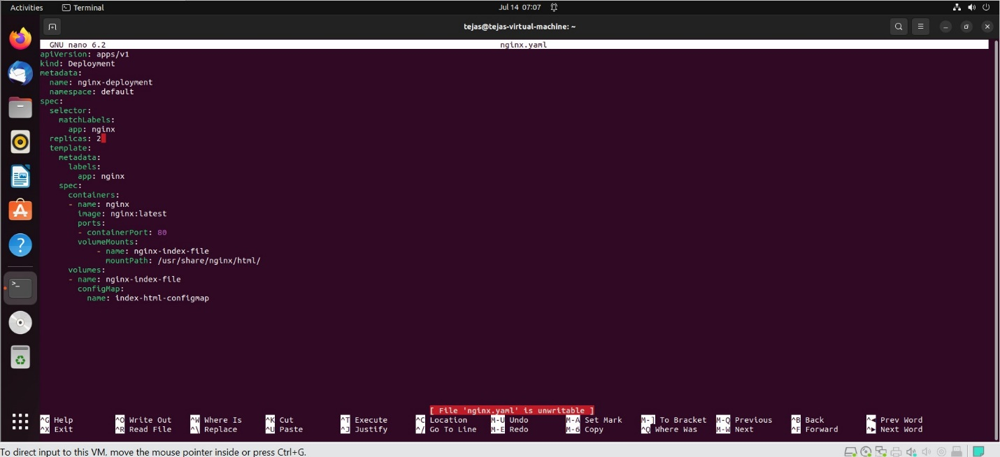 Activities Terminal Jul 14 07:07
tejas@tejas-virtual-machine: ~
GNU nano 6.2 nginx.yaml
apiVersion: apps/v1
kind: Deployment
metadata:
  name: nginx-deployment
  namespace: default
spec:
  selector:
    matchLabels:
      app: nginx
  replicas: 2
  template:
    metadata:
      labels:
        app: nginx
    spec:
      containers:
      - name: nginx
        image: nginx:latest
        ports:
        - containerPort: 80
        volumeMounts:
            - name: nginx-index-file
              mountPath: /usr/share/nginx/html/
      volumes:
      - name: nginx-index-file
        configMap:
          name: index-html-configmap
[ File 'nginx.yaml' is unwritable ]
^G Help ^O Write Out ^W Where Is ^K Cut ^T Execute ^C Location M-U Undo M-A Set Mark M-] To Bracket M-Q Previous ^B Back ^◂ Prev Word
^X Exit ^R Read File ^\ Replace ^U Paste ^J Justify ^/ Go To Line M-E Redo M-6 Copy ^Q Where Was M-W Next ^F Forward ^▸ Next Word
To direct input to this VM, move the mouse pointer inside or press Ctrl+G.